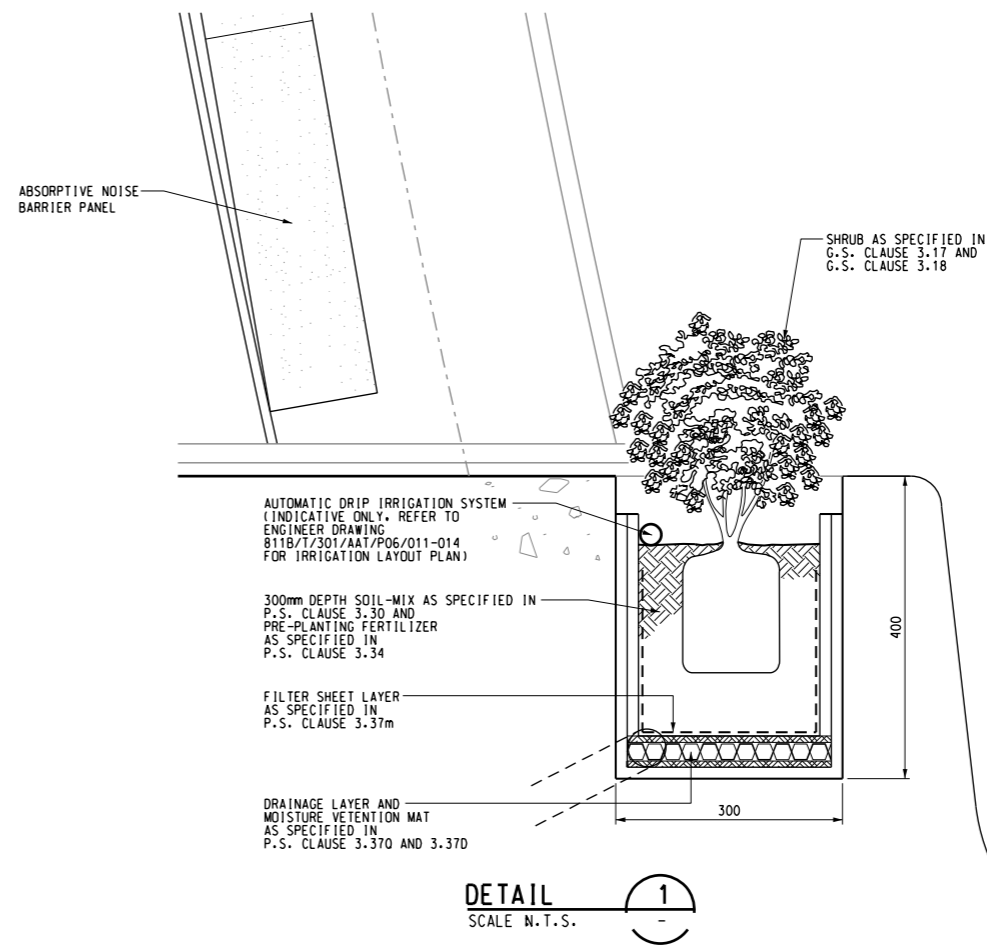 ABSORPTIVE NOISE
BARRIER PANEL
SHRUB AS SPECIFIED IN
G.S. CLAUSE 3.17 AND
G.S. CLAUSE 3.18
AUTOMATIC DRIP IRRIGATION SYSTEM
(INDICATIVE ONLY. REFER TO
ENGINEER DRAWING
811B/T/301/AAT/P06/011-014
FOR IRRIGATION LAYOUT PLAN)
300mm DEPTH SOIL-MIX AS SPECIFIED IN
P.S. CLAUSE 3.30 AND
PRE-PLANTING FERTILIZER
AS SPECIFIED IN
P.S. CLAUSE 3.34
400
FILTER SHEET LAYER
AS SPECIFIED IN
P.S. CLAUSE 3.37m
DRAINAGE LAYER AND
MOISTURE VETENTION MAT
AS SPECIFIED IN
P.S. CLAUSE 3.37Q AND 3.37D
300
DETAIL 1
SCALE N.T.S. -